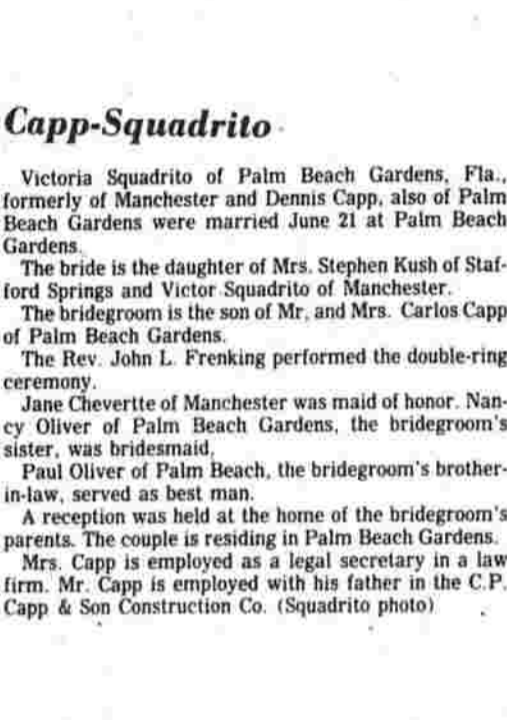 Capp-Squadrito
Victoria Squadrito of Palm Beach Gardens, Fla.,
formerly of Manchester and Dennis Capp, also of Palm
Beach Gardens were married June 21 at Palm Beach
Gardens.
The bride is the daughter of Mrs. Stephen Kush of Staf-
ford Springs and Victor Squadrito of Manchester.
The bridegroom is the son of Mr. and Mrs. Carlos Capp
of Palm Beach Gardens.
The Rev. John L. Frenking performed the double-ring
ceremony.
Jane Chevertte of Manchester was maid of honor. Nan-
cy Oliver of Palm Beach Gardens, the bridegroom's
sister, was bridesmaid.
Paul Oliver of Palm Beach, the bridegroom's brother-
in-law, served as best man.
A reception was held at the home of the bridegroom's
parents. The couple is residing in Palm Beach Gardens.
Mrs. Capp is employed as a legal secretary in a law
firm. Mr. Capp is employed with his father in the C.P.
Capp & Son Construction Co. (Squadrito photo)